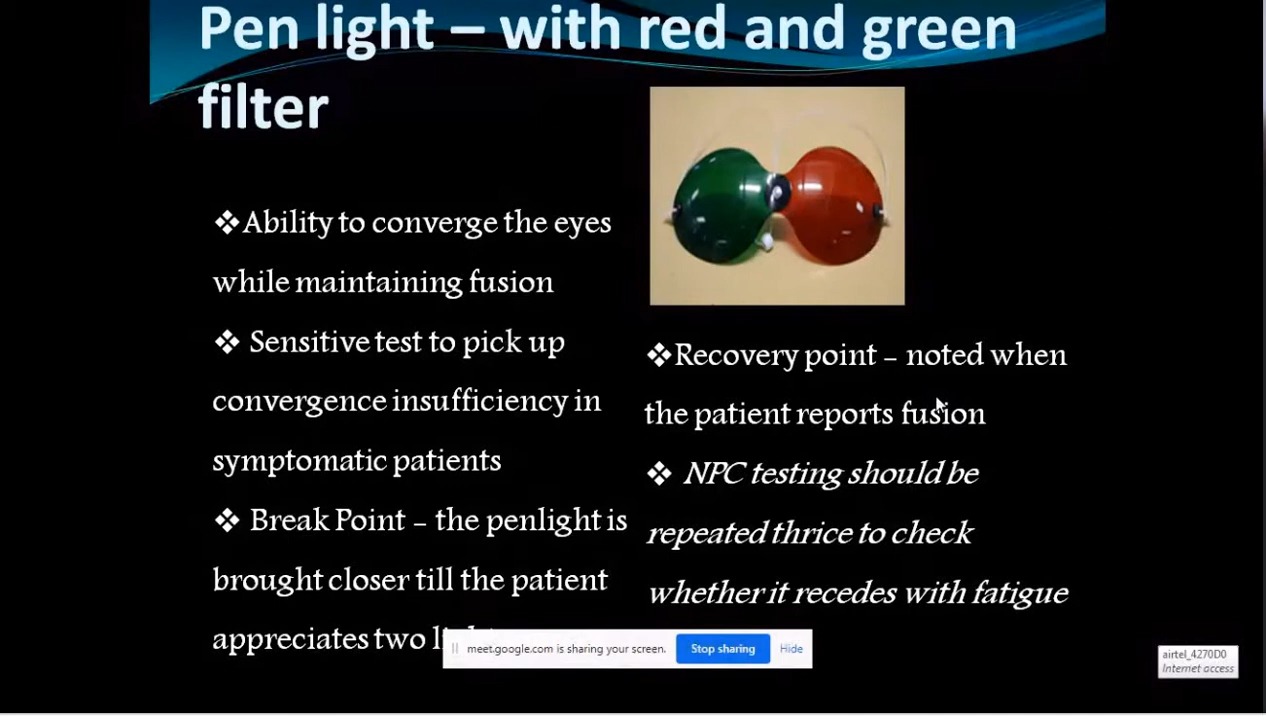 Pen light – with red and green
filter
❖Ability to converge the eyes
while maintaining fusion
❖ Sensitive test to pick up
convergence insufficiency in
symptomatic patients
❖ Break Point – the penlight is
brought closer till the patient
appreciates two
❖Recovery point – noted when
the patient reports fusion
❖ NPC testing should be
repeated thrice to check
whether it recedes with fatigue
meet.google.com is sharing your screen.
Stop sharing
Hide
airtel_4270D0
Internet access